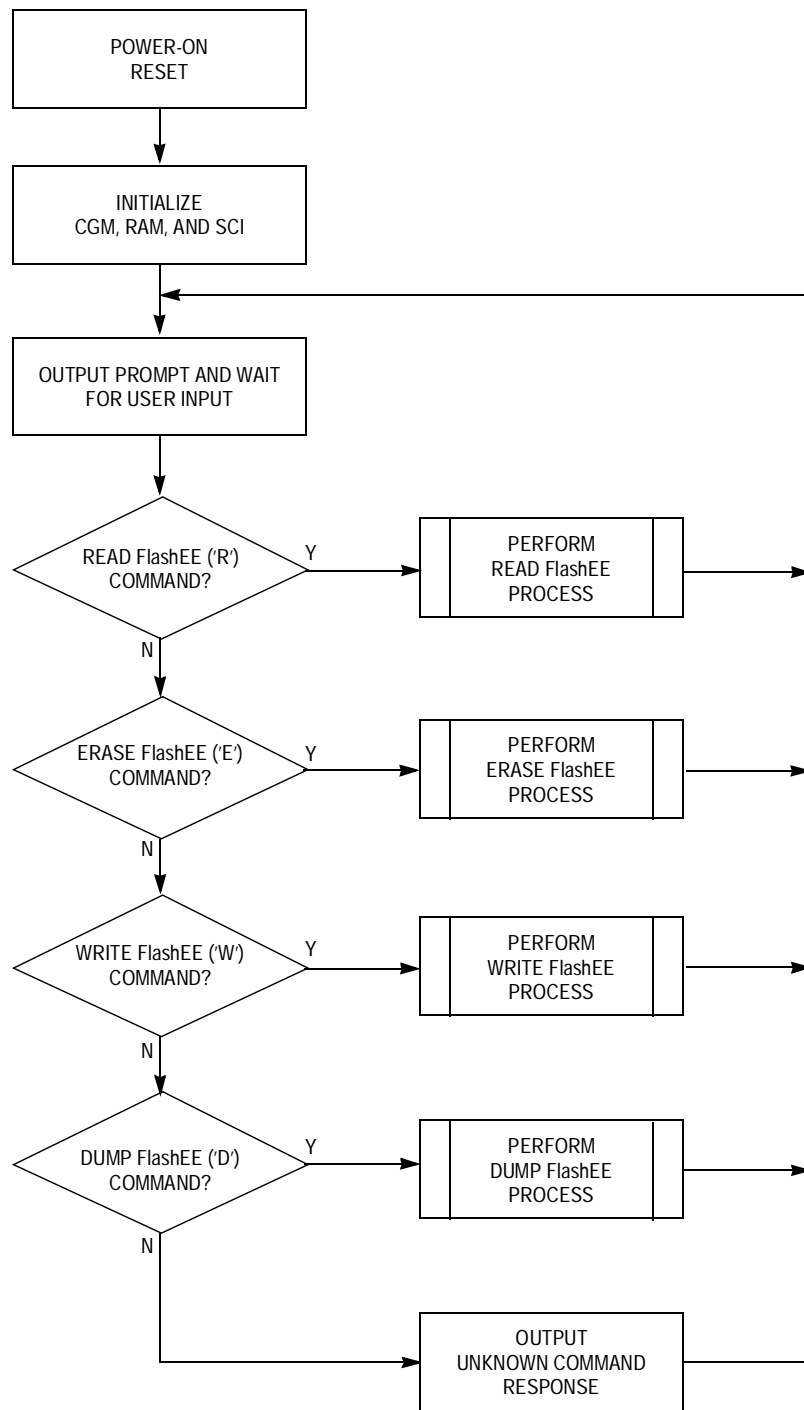 POWER-ON
RESET
INITIALIZE
CGM, RAM, AND SCI
OUTPUT PROMPT AND WAIT
FOR USER INPUT
READ FlashEE ('R')
COMMAND?
Y
N
PERFORM
READ FlashEE
PROCESS
ERASE FlashEE ('E')
COMMAND?
Y
N
PERFORM
ERASE FlashEE
PROCESS
WRITE FlashEE ('W')
COMMAND?
Y
N
PERFORM
WRITE FlashEE
PROCESS
DUMP FlashEE ('D')
COMMAND?
Y
N
PERFORM
DUMP FlashEE
PROCESS
OUTPUT
UNKNOWN COMMAND
RESPONSE